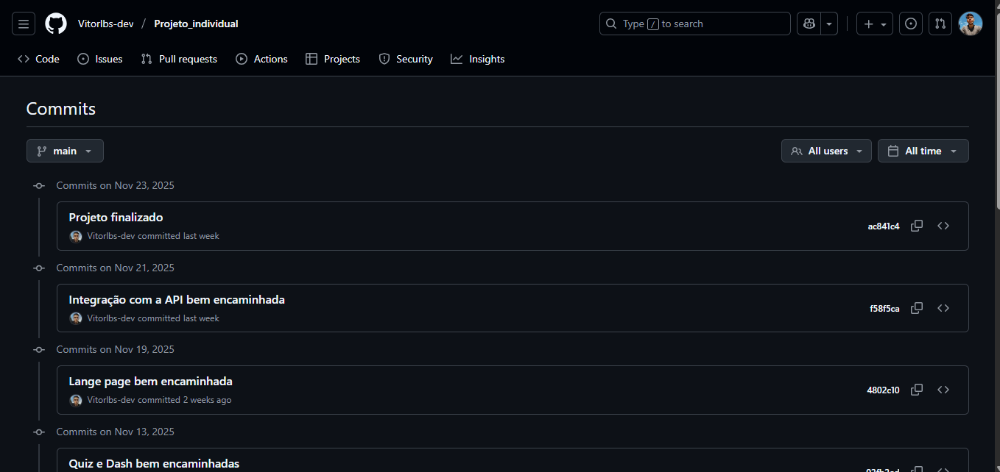 Vitorlbs-dev / Projeto_individual
Type / to search
Code Issues Pull requests Actions Projects Security Insights
Commits
main
All users All time
Commits on Nov 23, 2025
Projeto finalizado
ac841c4
Vitorlbs-dev committed last week
Commits on Nov 21, 2025
Integração com a API bem encaminhada
f58f5ca
Vitorlbs-dev committed last week
Commits on Nov 19, 2025
Lange page bem encaminhada
4802c10
Vitorlbs-dev committed 2 weeks ago
Commits on Nov 13, 2025
Quiz e Dash bem encaminhadas